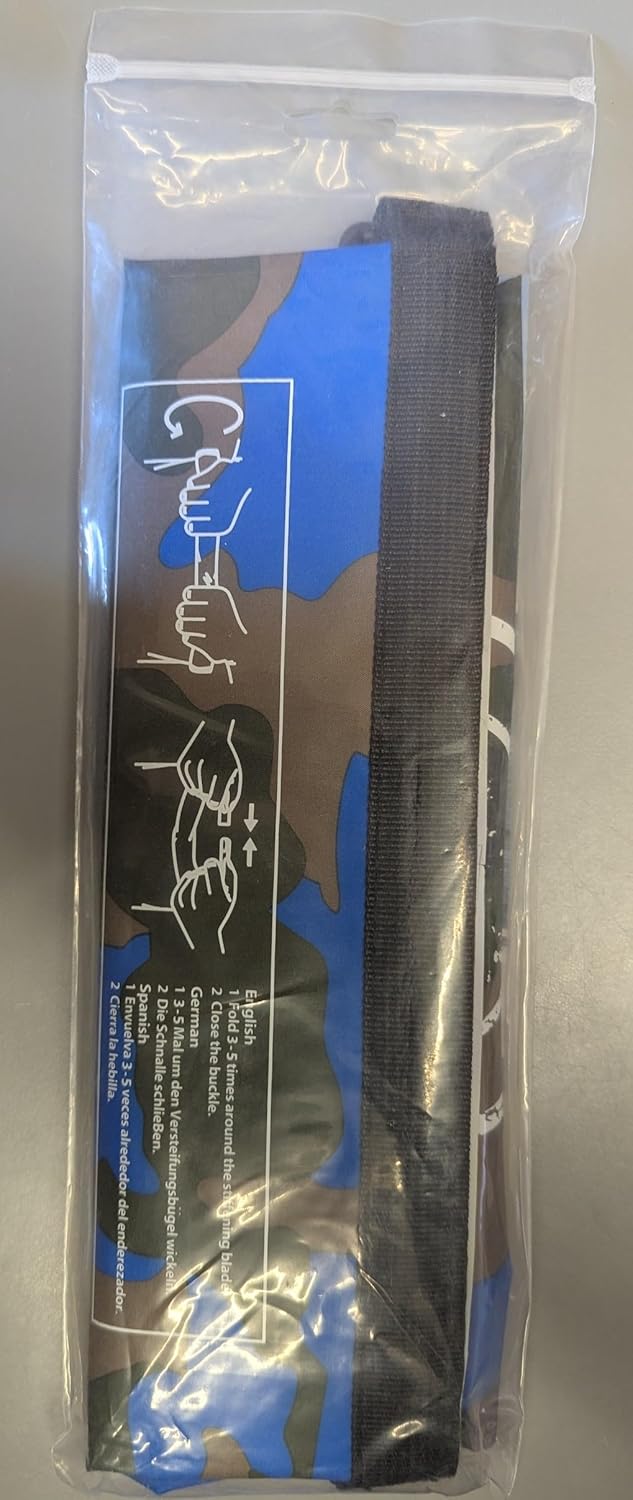 English
1 Fold 3-5 times around the stiffening blade
2 Close the buckle.
German
1 3-5 Mal um den Versteifungsbügel wickeln.
2 Die Schnalle schlieBen.
Spanish
1 Envuelva 3-5 veces alrededor del enderezador.
2 Cierra la hebilla.